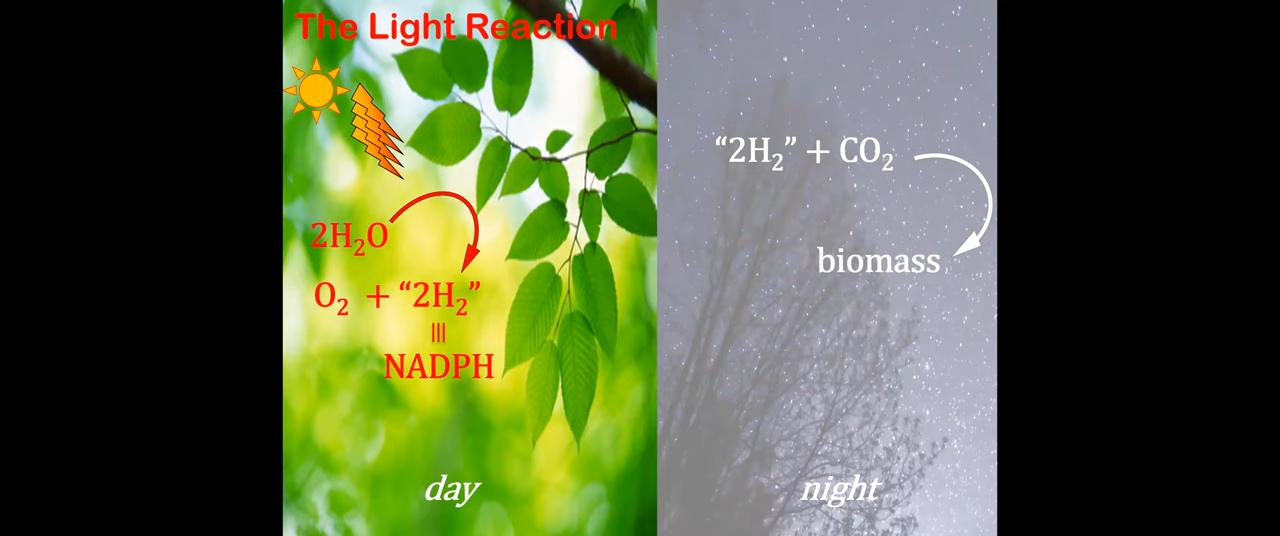 The Light Reaction
2H₂O
O₂ + “2H₂”
≡
NADPH
day
“2H₂” + CO₂
biomass
night